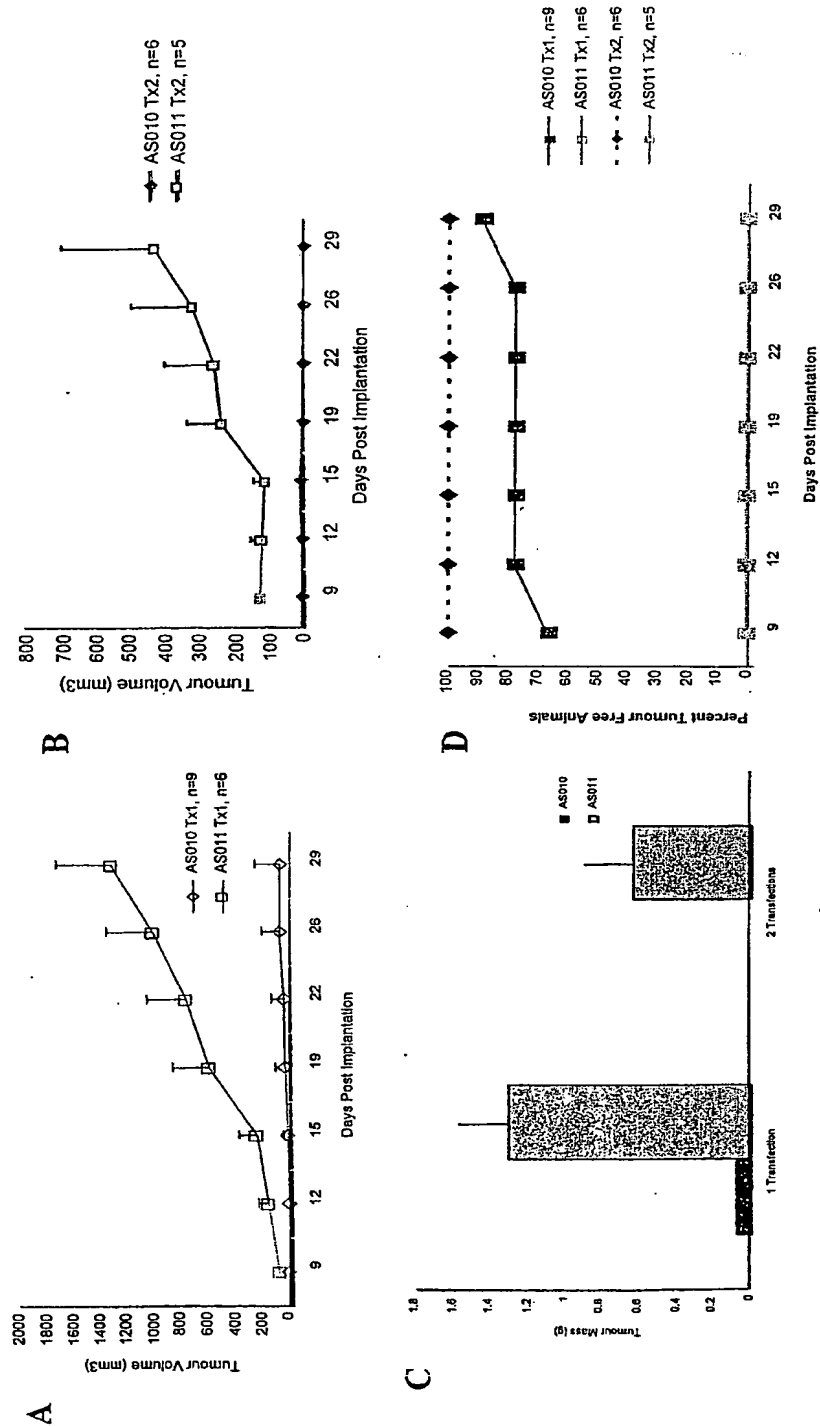 A
Tumour Volume (mm3)
2000
1800
1600
1400
1200
1000
800
600
400
200
0
9 12 15 19 22 26 29
Days Post Implantation
AS010 Tx1, n=9
AS011 Tx1, n=6
B
Tumour Volume (mm3)
800
700
600
500
400
300
200
100
0
9 12 15 19 22 26 29
Days Post Implantation
AS010 Tx2, n=6
AS011 Tx2, n=5
C
Tumour Mass (g)
1.8
1.6
1.4
1.2
1
0.8
0.6
0.4
0.2
0
1 Transfection
2 Transfections
AS010
AS011
D
Percent Tumour Free Animals
100
90
80
70
60
50
40
30
20
10
0
9 12 15 19 22 26 29
Days Post Implantation
AS010 Tx1, n=9
AS011 Tx1, n=6
AS010 Tx2, n=6
AS011 Tx2, n=5